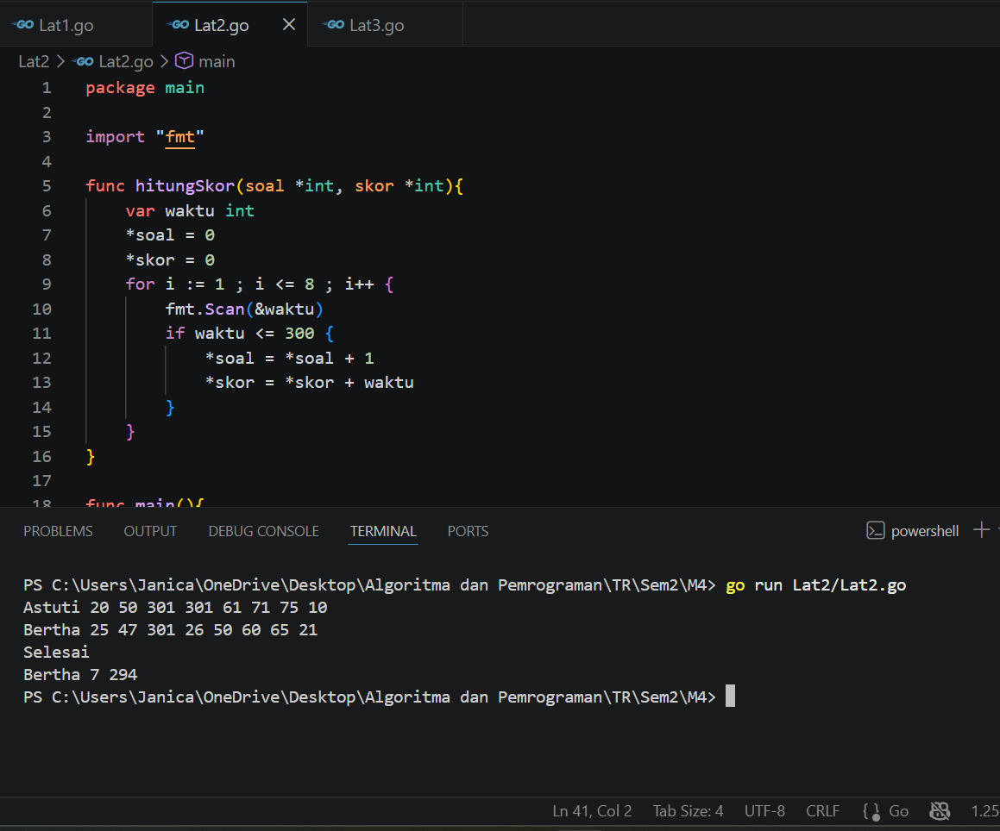 GO Lat1.go GO Lat2.go GO Lat3.go
Lat2 > GO Lat2.go > main
1 package main
2
3 import "fmt"
4
5 func hitungSkor(soal *int, skor *int){
6 var waktu int
7 *soal = 0
8 *skor = 0
9 for i := 1 ; i <= 8 ; i++ {
10 fmt.Scan(&waktu)
11 if waktu <= 300 {
12 *soal = *soal + 1
13 *skor = *skor + waktu
14 }
15 }
16 }
17
18 func main(){
PROBLEMS OUTPUT DEBUG CONSOLE TERMINAL PORTS powershell
PS C:\Users\Janica\OneDrive\Desktop\Algoritma dan Pemrograman\TR\Sem2\M4> go run Lat2/Lat2.go
Astuti 20 50 301 301 61 71 75 10
Bertha 25 47 301 26 50 60 65 21
Selesai
Bertha 7 294
PS C:\Users\Janica\OneDrive\Desktop\Algoritma dan Pemrograman\TR\Sem2\M4>
Ln 41, Col 2 Tab Size: 4 UTF-8 CRLF {} Go 1.25